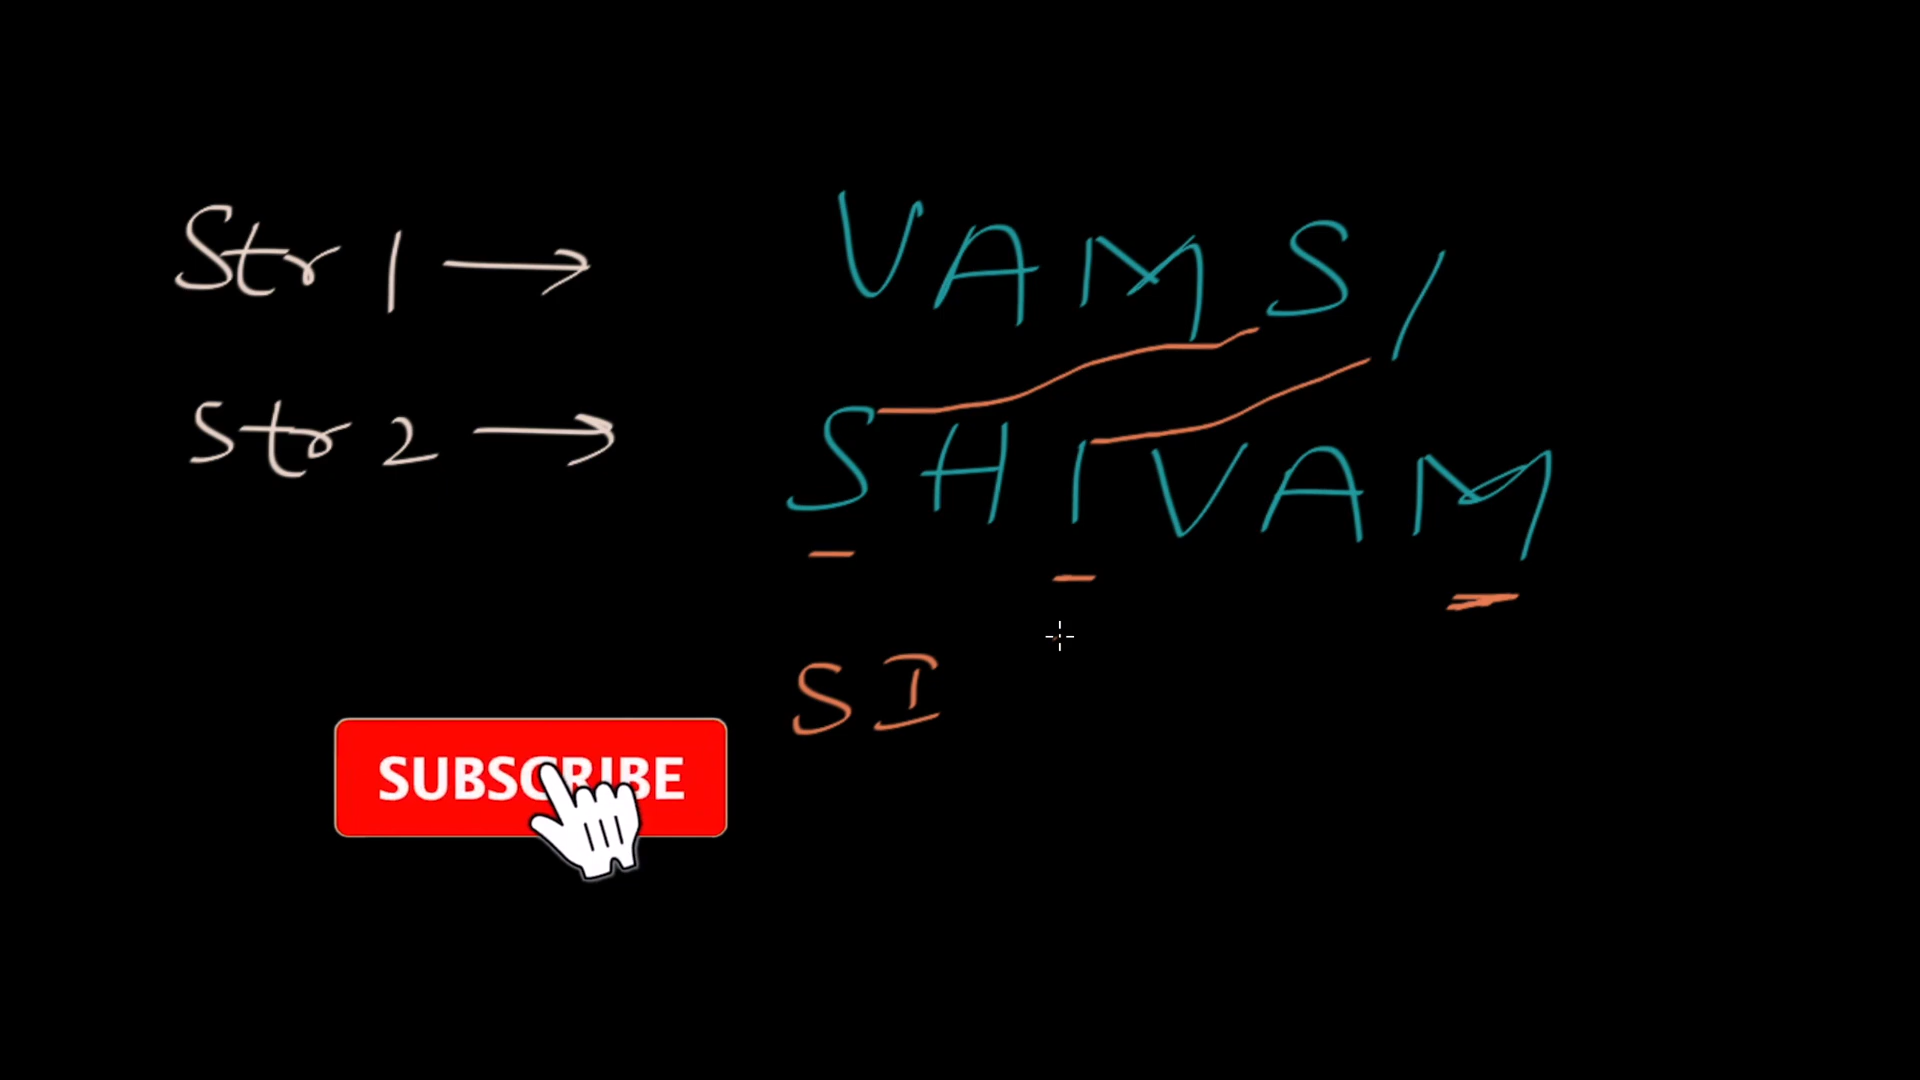 Str 1 → VAMSI
Str 2 → SHIVAM
SI
SUBSCRIBE